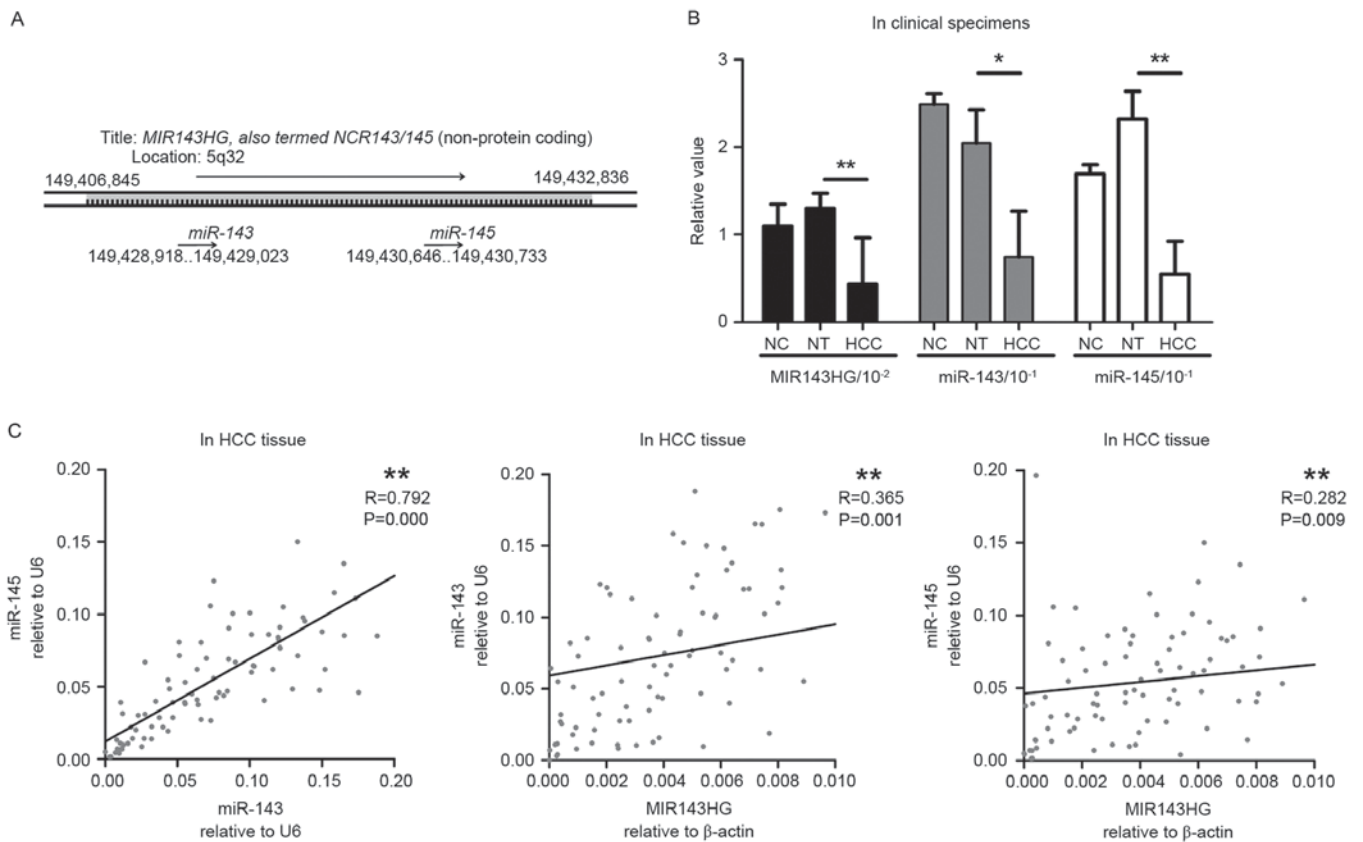 A
Title: MIR143HG, also termed NCR143/145 (non-protein coding)
Location: 5q32
149,406,845
149,432,836
miR-143
149,428,918..149,429,023
miR-145
149,430,646..149,430,733
B
In clinical specimens
Relative value
3
2
1
0
**
*
**
NC NT HCC NC NT HCC NC NT HCC
MIR143HG/10⁻² miR-143/10⁻¹ miR-145/10⁻¹
C
In HCC tissue
**
R=0.792
P=0.000
miR-145
reletive to U6
0.20
0.15
0.10
0.05
0.00
0.00 0.05 0.10 0.15 0.20
miR-143
relative to U6
In HCC tissue
**
R=0.365
P=0.001
miR-143
reletive to U6
0.20
0.15
0.10
0.05
0.00
0.000 0.002 0.004 0.006 0.008 0.010
MIR143HG
relative to β-actin
In HCC tissue
**
R=0.282
P=0.009
miR-145
reletive to U6
0.20
0.15
0.10
0.05
0.00
0.000 0.002 0.004 0.006 0.008 0.010
MIR143HG
relative to β-actin